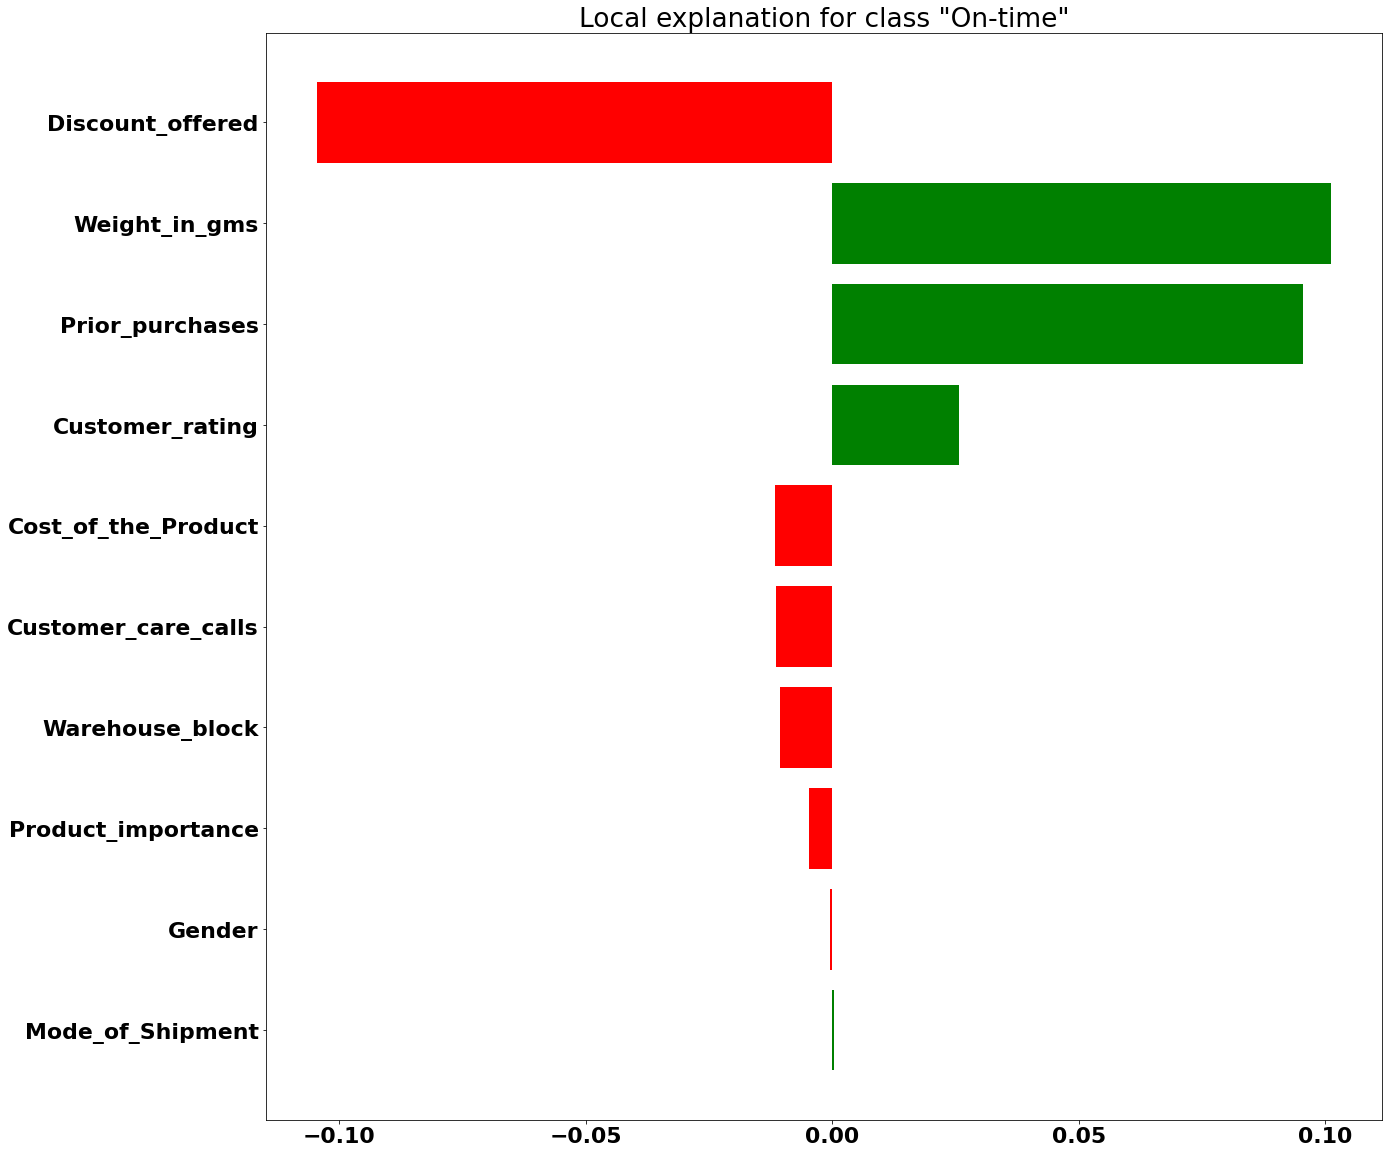 Local explanation for class "On-time"
Discount_offered
Weight_in_gms
Prior_purchases
Customer_rating
Cost_of_the_Product
Customer_care_calls
Warehouse_block
Product_importance
Gender
Mode_of_Shipment
−0.10 −0.05 0.00 0.05 0.10